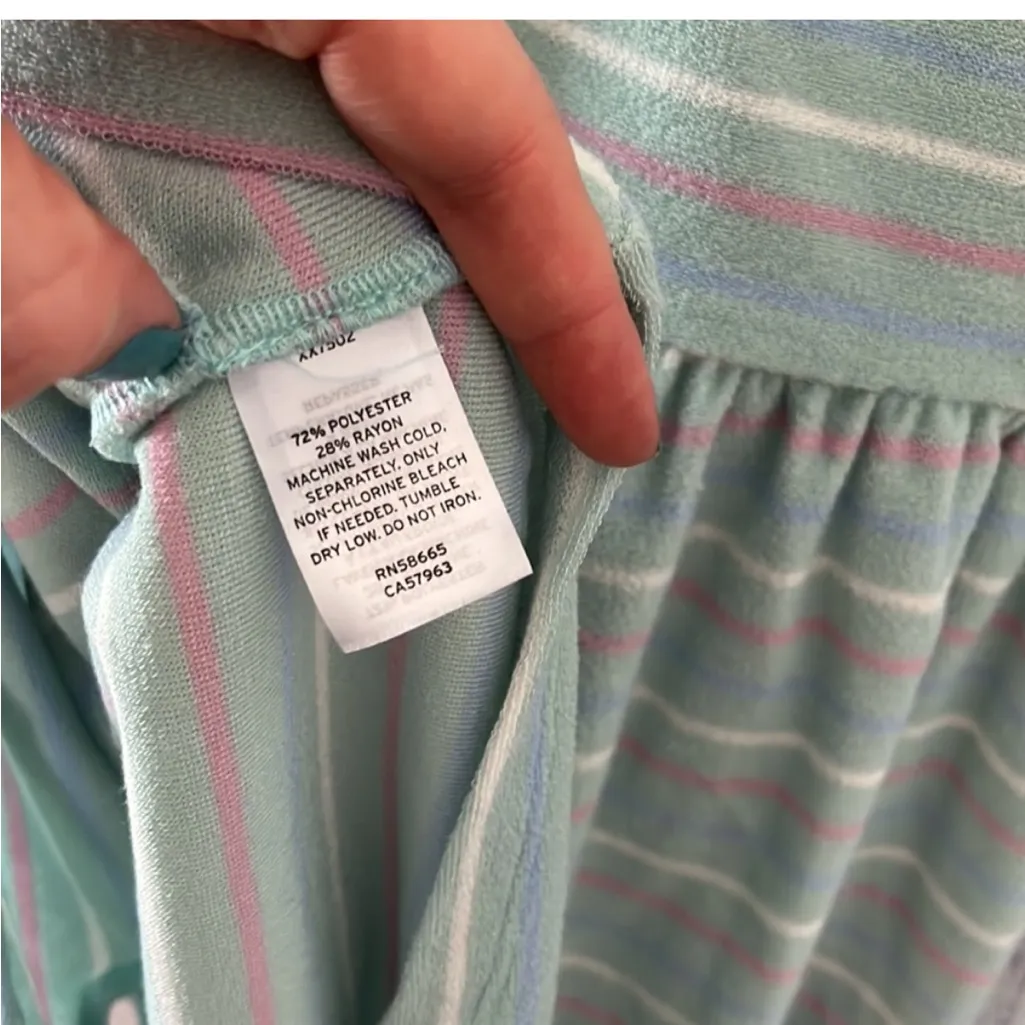 XX7502
72% POLYESTER
28% RAYON
MACHINE WASH COLD,
SEPARATELY. ONLY
NON-CHLORINE BLEACH
IF NEEDED. TUMBLE
DRY LOW. DO NOT IRON.
RN58665
CA57963